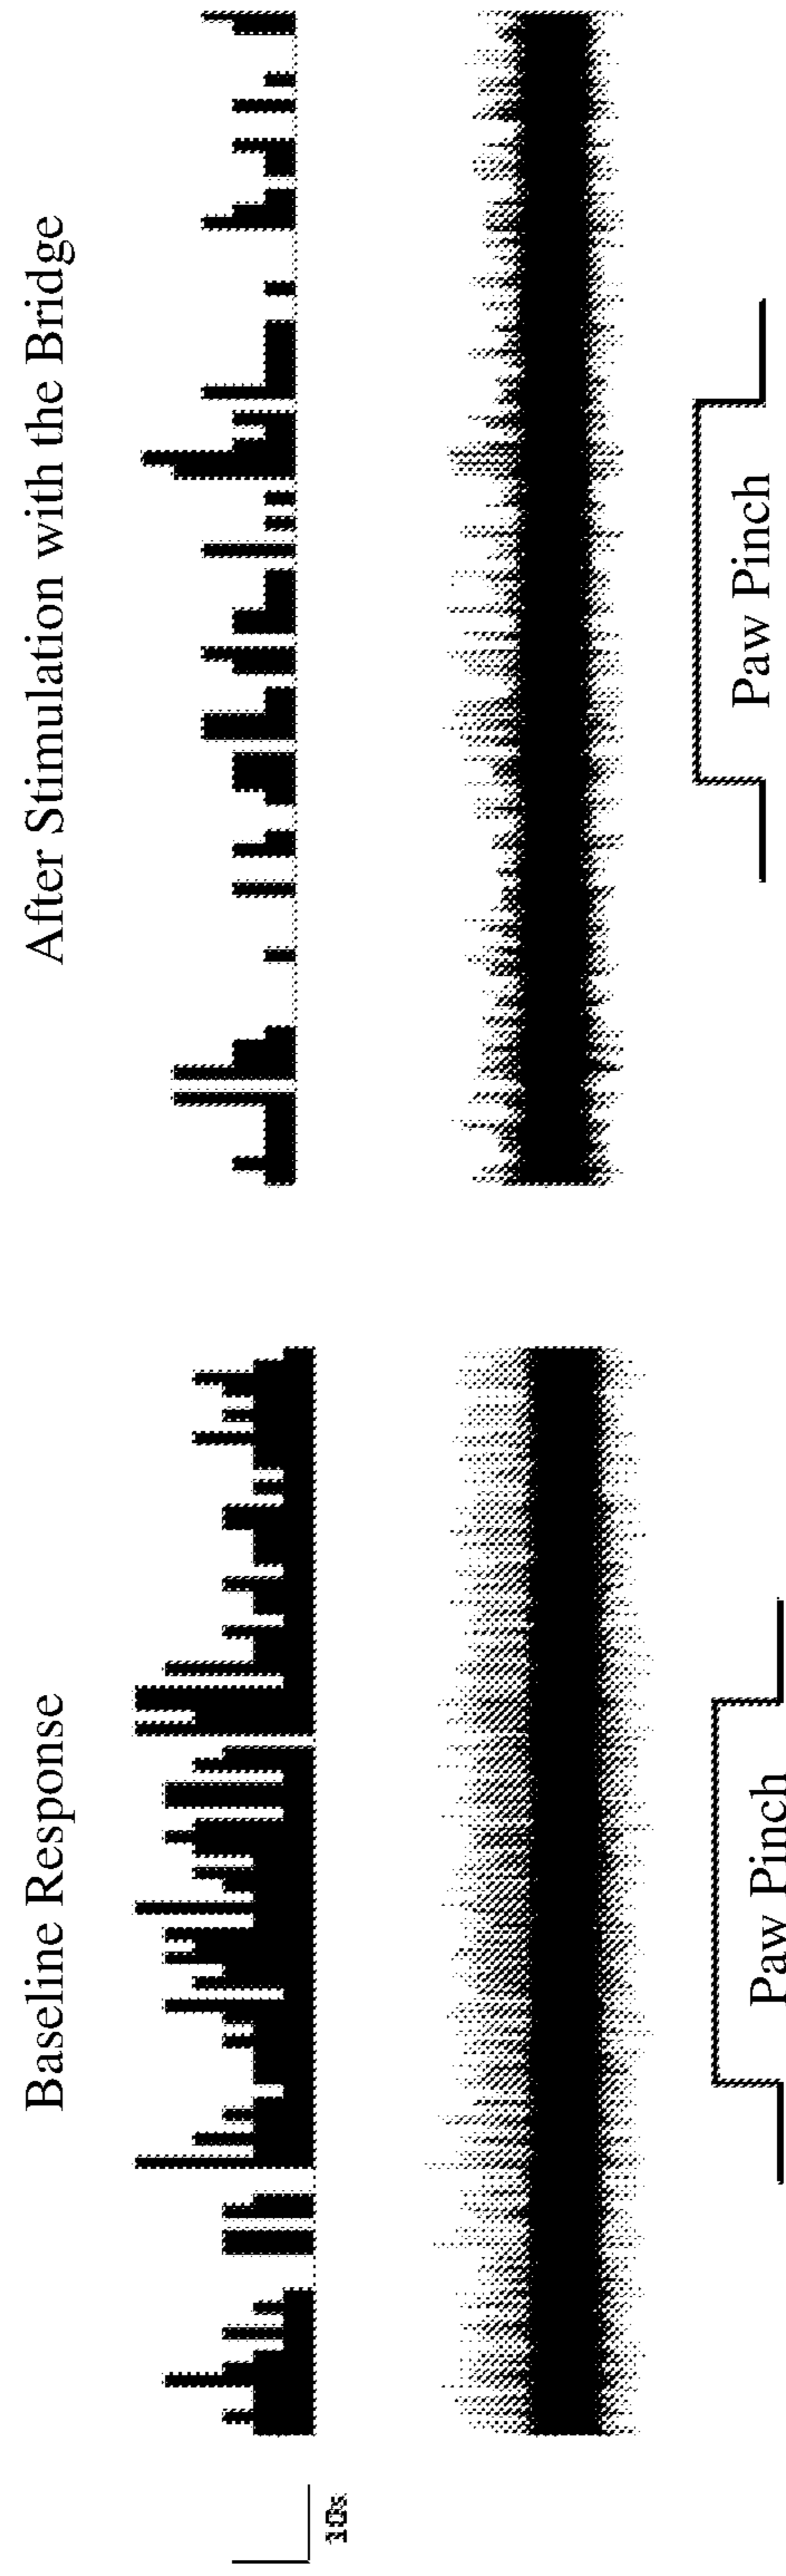 Baseline Response
After Stimulation with the Bridge
10s
Paw Pinch
Paw Pinch